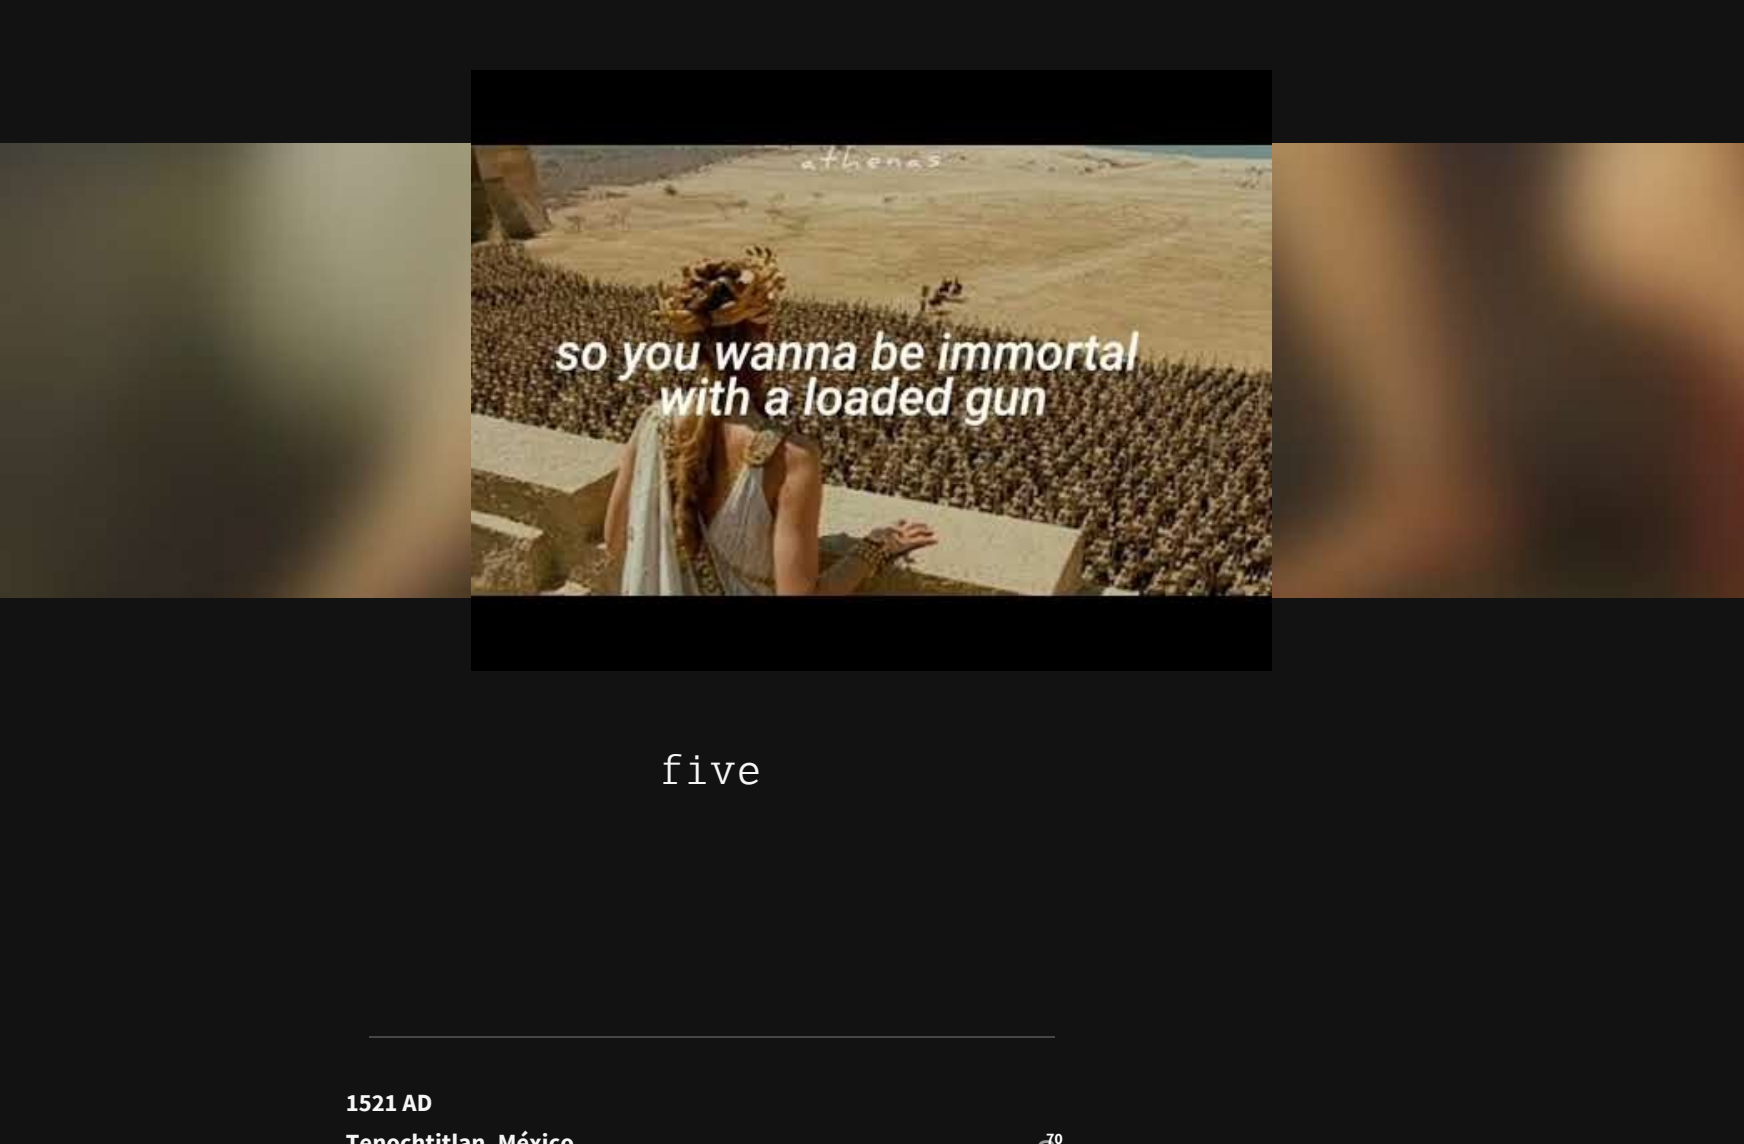 athenas
so you wanna be immortal
with a loaded gun
five
1521 AD
Tenochtitlan, México
70